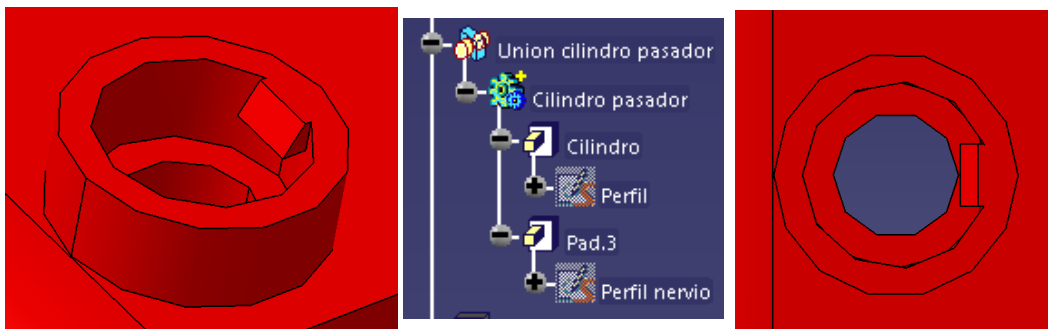 Union cilindro pasador
Cilindro pasador
Cilindro
Perfil
Pad.3
Perfil nervio